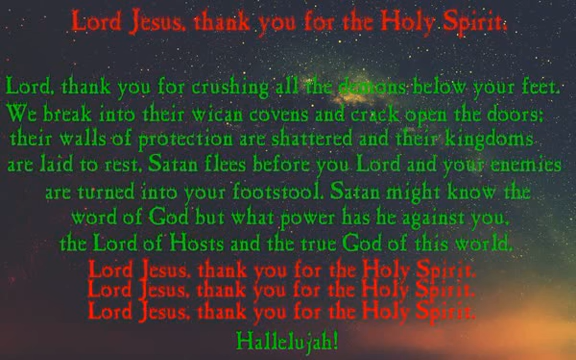 Lord Jesus, thank you for the Holy Spirit.
Lord, thank you for crushing all the demons below your feet.
We break into their wican covens and crack open the doors;
their walls of protection are shattered and their kingdoms
are laid to rest, Satan flees before you Lord and your enemies
are turned into your footstool. Satan might know the
word of God but what power has he against you,
the Lord of Hosts and the true God of this world.
Lord Jesus, thank you for the Holy Spirit.
Lord Jesus, thank you for the Holy Spirit.
Lord Jesus, thank you for the Holy Spirit.
Hallelujah!